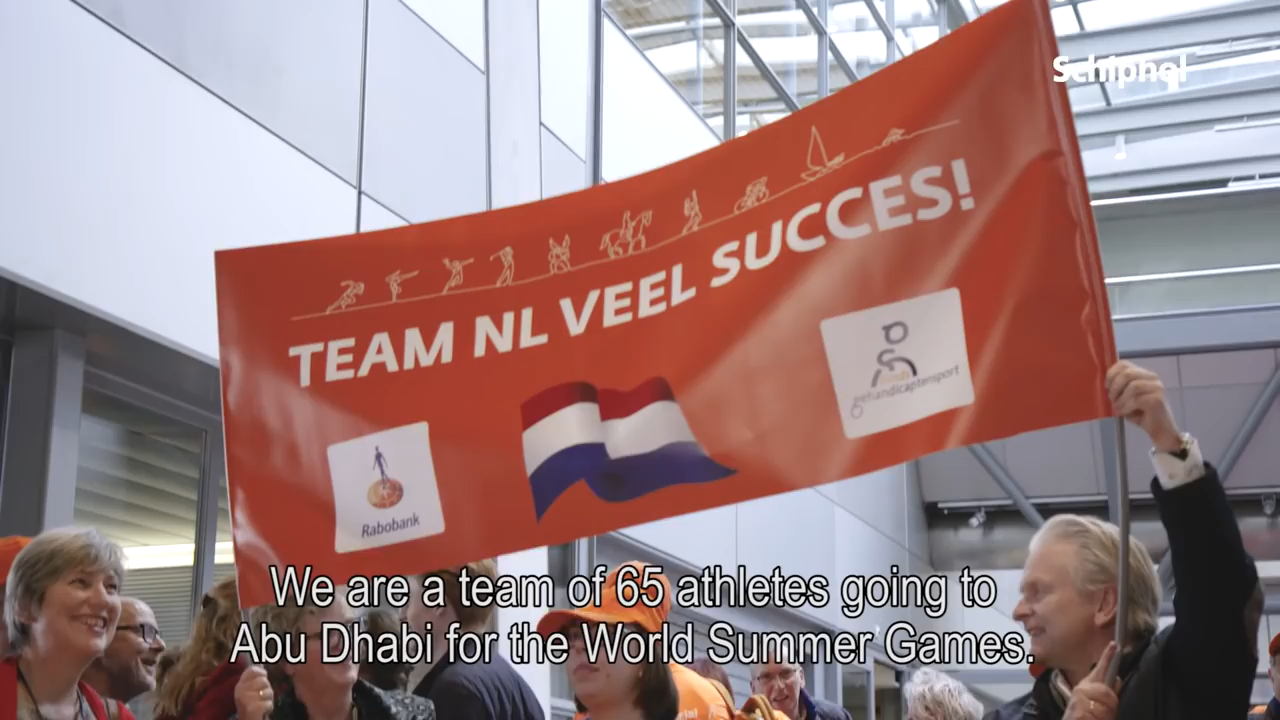 Schiphol
TEAM NL VEEL SUCCES!
fonds
gehandicaptensport
Rabobank
We are a team of 65 athletes going to
Abu Dhabi for the World Summer Games.